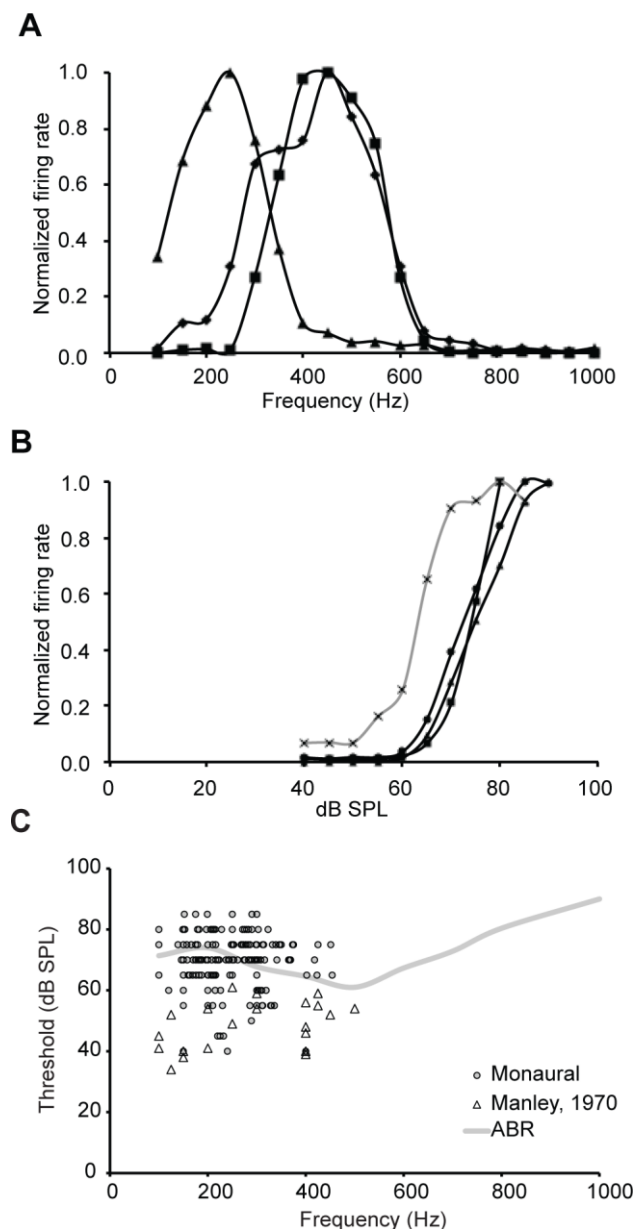 A
Normalized firing rate
1.0
0.8
0.6
0.4
0.2
0.0
0 200 400 600 800 1000
Frequency (Hz)
B
Normalized firing rate
1.0
0.8
0.6
0.4
0.2
0.0
0 20 40 60 80 100
dB SPL
C
Threshold (dB SPL)
100
80
60
40
20
0
Monaural
Manley, 1970
ABR
0 200 400 600 800 1000
Frequency (Hz)